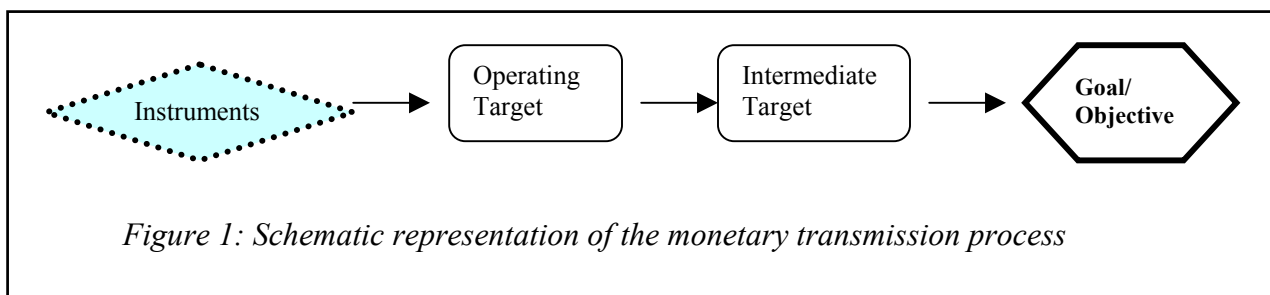 Instruments
Operating
Target
Intermediate
Target
Goal/
Objective
Figure 1: Schematic representation of the monetary transmission process